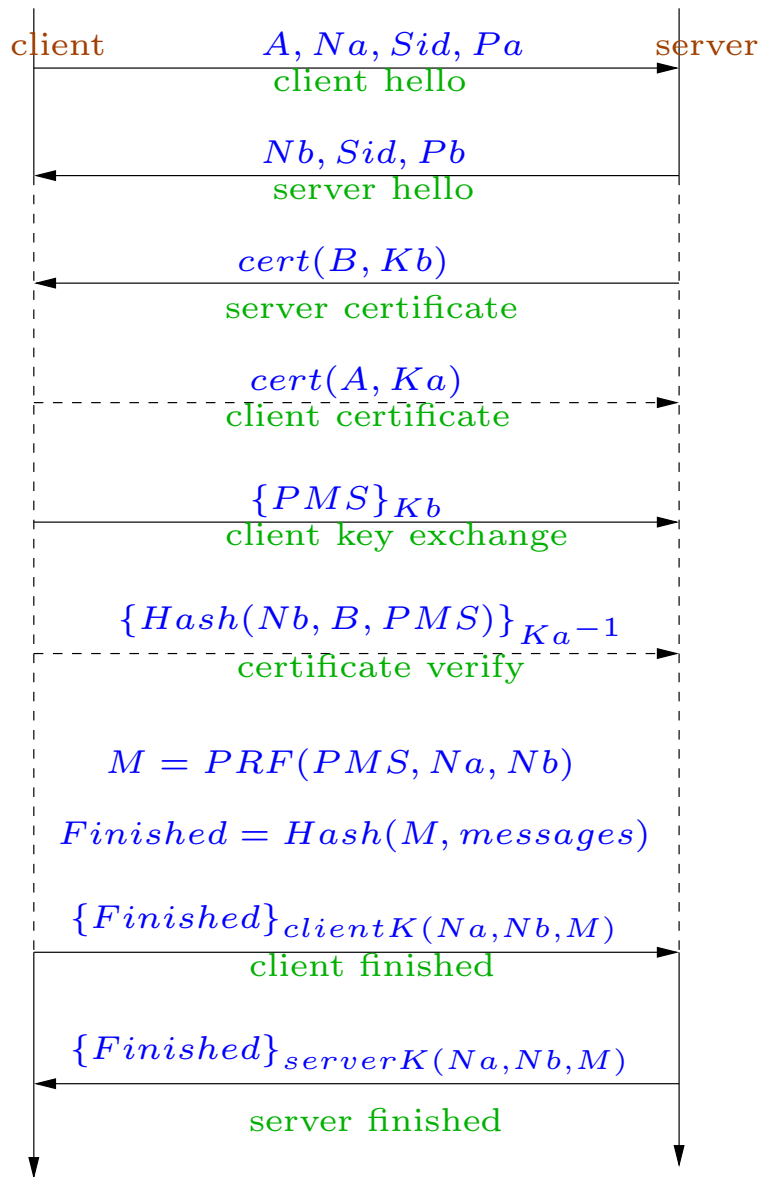 client A, Na, Sid, Pa server
client hello
Nb, Sid, Pb
server hello
cert(B, Kb)
server certificate
cert(A, Ka)
client certificate
{PMS}_{Kb}
client key exchange
{Hash(Nb, B, PMS)}_{Ka^{-1}}
certificate verify
M = PRF(PMS, Na, Nb)
Finished = Hash(M, messages)
{Finished}_{clientK(Na,Nb,M)}
client finished
{Finished}_{serverK(Na,Nb,M)}
server finished